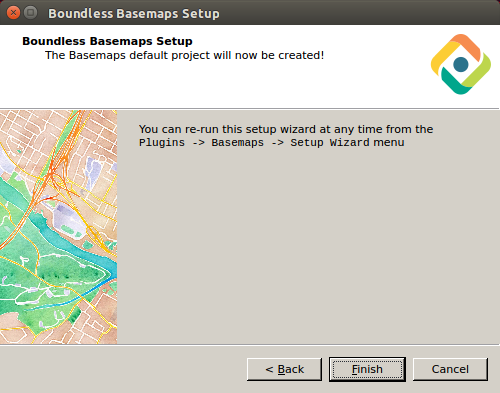 Boundless Basemaps Setup
Boundless Basemaps Setup
The Basemaps default project will now be created!
You can re-run this setup wizard at any time from the
Plugins -> Basemaps -> Setup Wizard menu
< Back
Finish
Cancel